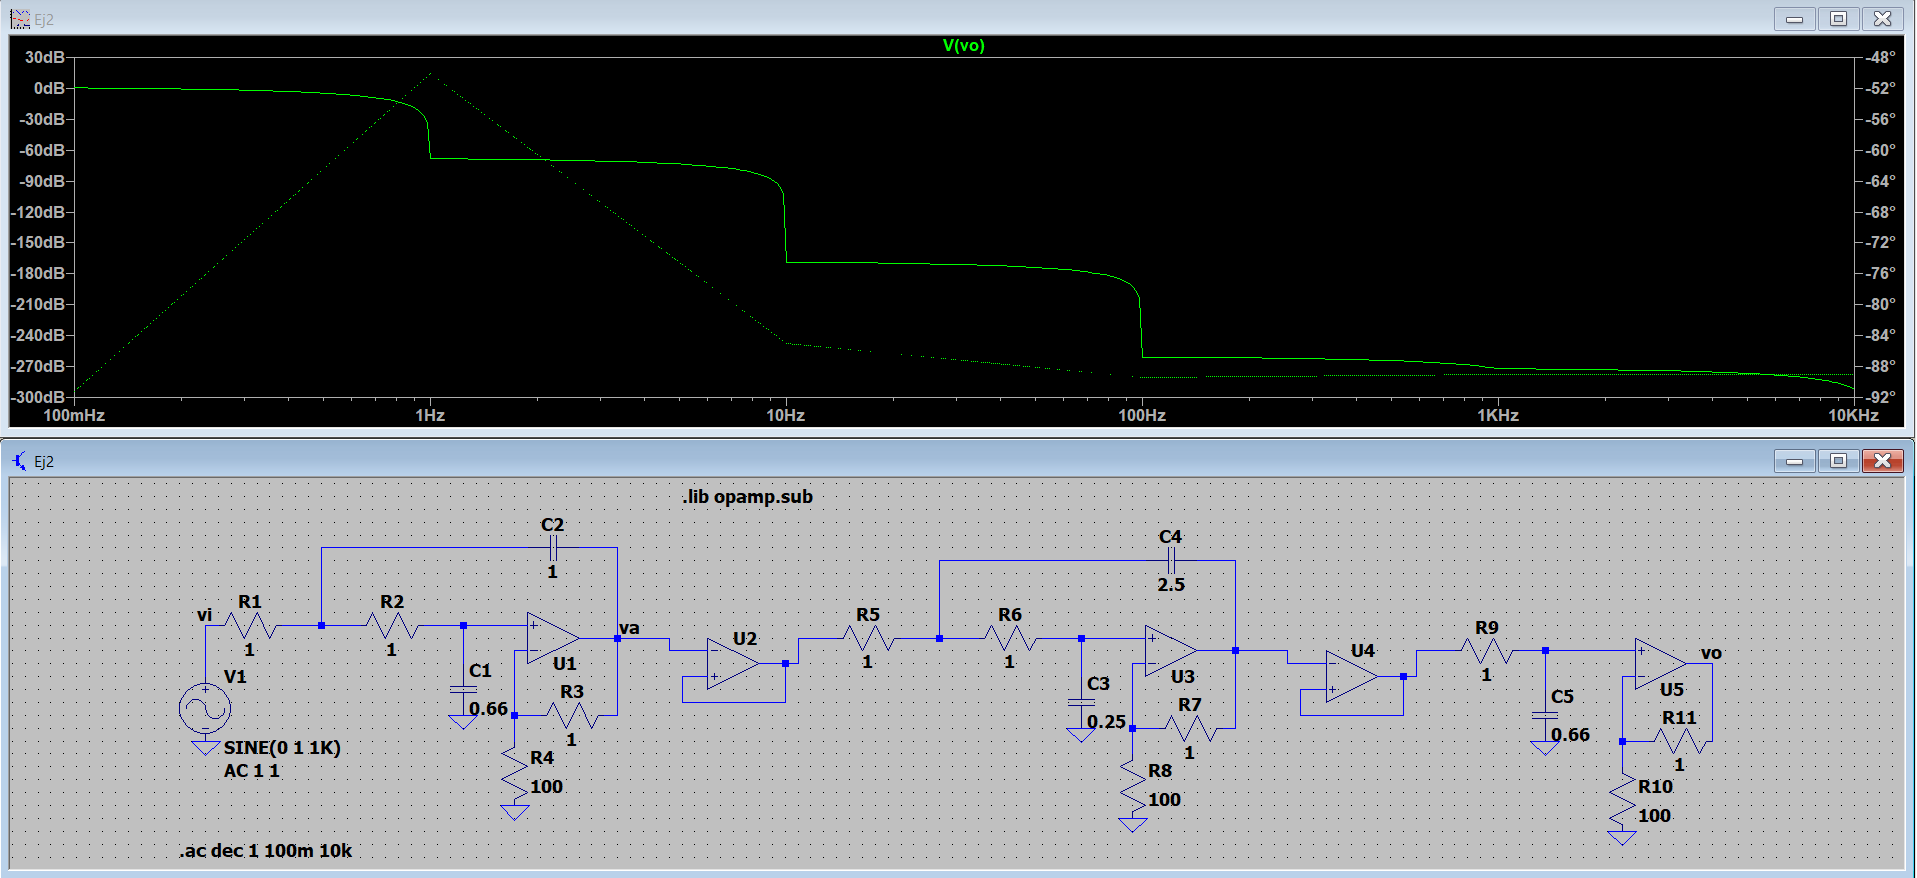 Ej2
V(vo)
30dB
0dB
-30dB
-60dB
-90dB
-120dB
-150dB
-180dB
-210dB
-240dB
-270dB
-300dB
-48°
-52°
-56°
-60°
-64°
-68°
-72°
-76°
-80°
-84°
-88°
-92°
100mHz 1Hz 10Hz 100Hz 1KHz 10KHz
Ej2
.lib opamp.sub
C2
1
C4
2.5
vi
R1
1
R2
1
va
U1
C1
0.66
R3
1
R4
100
V1
SINE(0 1 1K)
AC 1 1
U2
R5
1
R6
1
U3
C3
0.25
R7
1
R8
100
U4
R9
1
vo
U5
C5
0.66
R11
1
R10
100
.ac dec 1 100m 10k